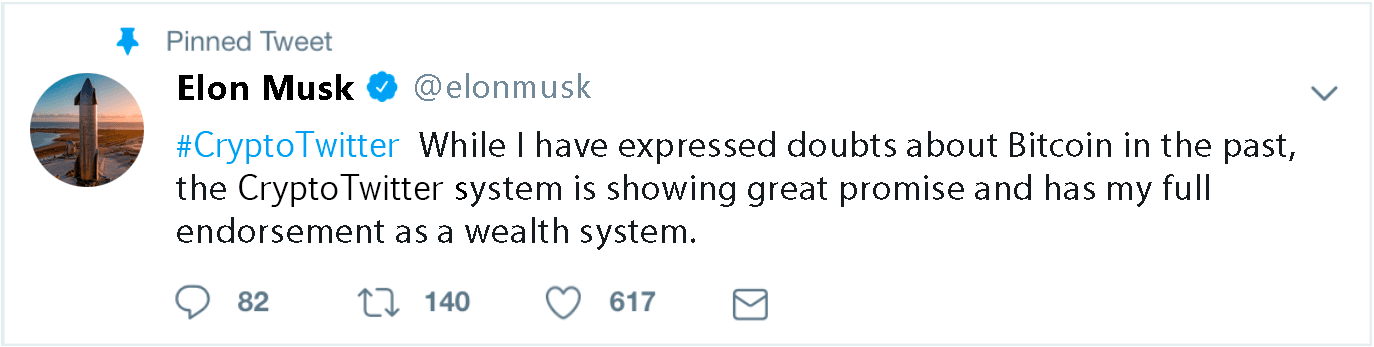 Pinned Tweet
Elon Musk @elonmusk
#CryptoTwitter While I have expressed doubts about Bitcoin in the past,
the CryptoTwitter system is showing great promise and has my full
endorsement as a wealth system.
82 140 617